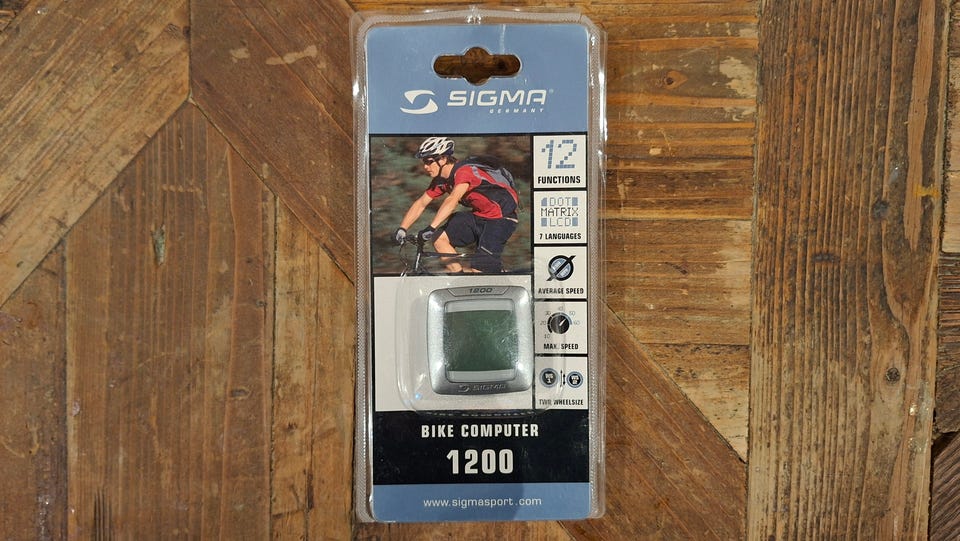 SIGMA®
GERMANY
12
FUNCTIONS
DOT
MATRIX
LCD
7 LANGUAGES
AVERAGE SPEED
MAX. SPEED
TWO WHEELSIZE
1200
SIGMA
BIKE COMPUTER
1200
www.sigmasport.com